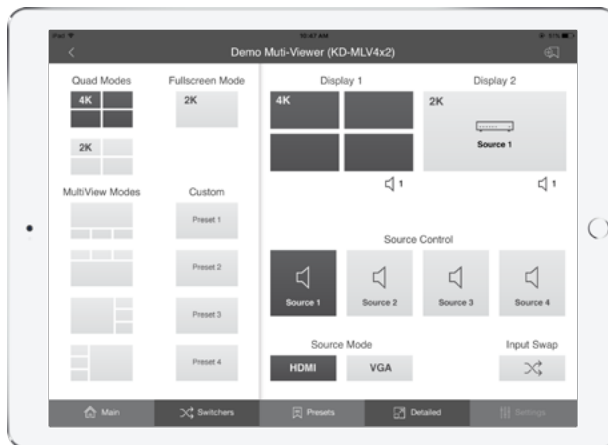 iPad
10:47 AM
57%
Demo Muti-Viewer (KD-MLV4x2)
Quad Modes
Fullscreen Mode
4K
2K
2K
Display 1
Display 2
4K
2K
Source 1
1
1
MultiView Modes
Custom
Preset 1
Preset 2
Preset 3
Preset 4
Source Control
Source 1
Source 2
Source 3
Source 4
Source Mode
Input Swap
HDMI
VGA
Main
Switchers
Presets
Detailed
Settings